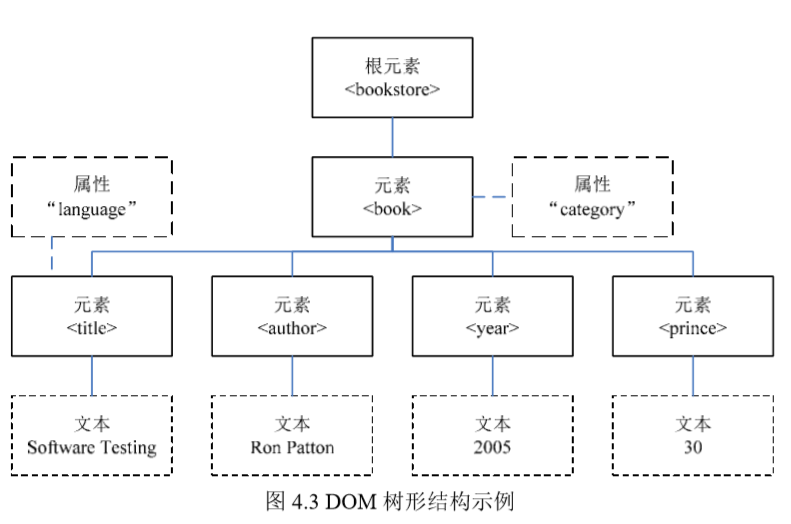 根元素
<bookstore>
属性
“language”
元素
<book>
属性
“category”
元素
<title>
元素
<author>
元素
<year>
元素
<prince>
文本
Software Testing
文本
Ron Patton
文本
2005
文本
30
图 4.3 DOM 树形结构示例